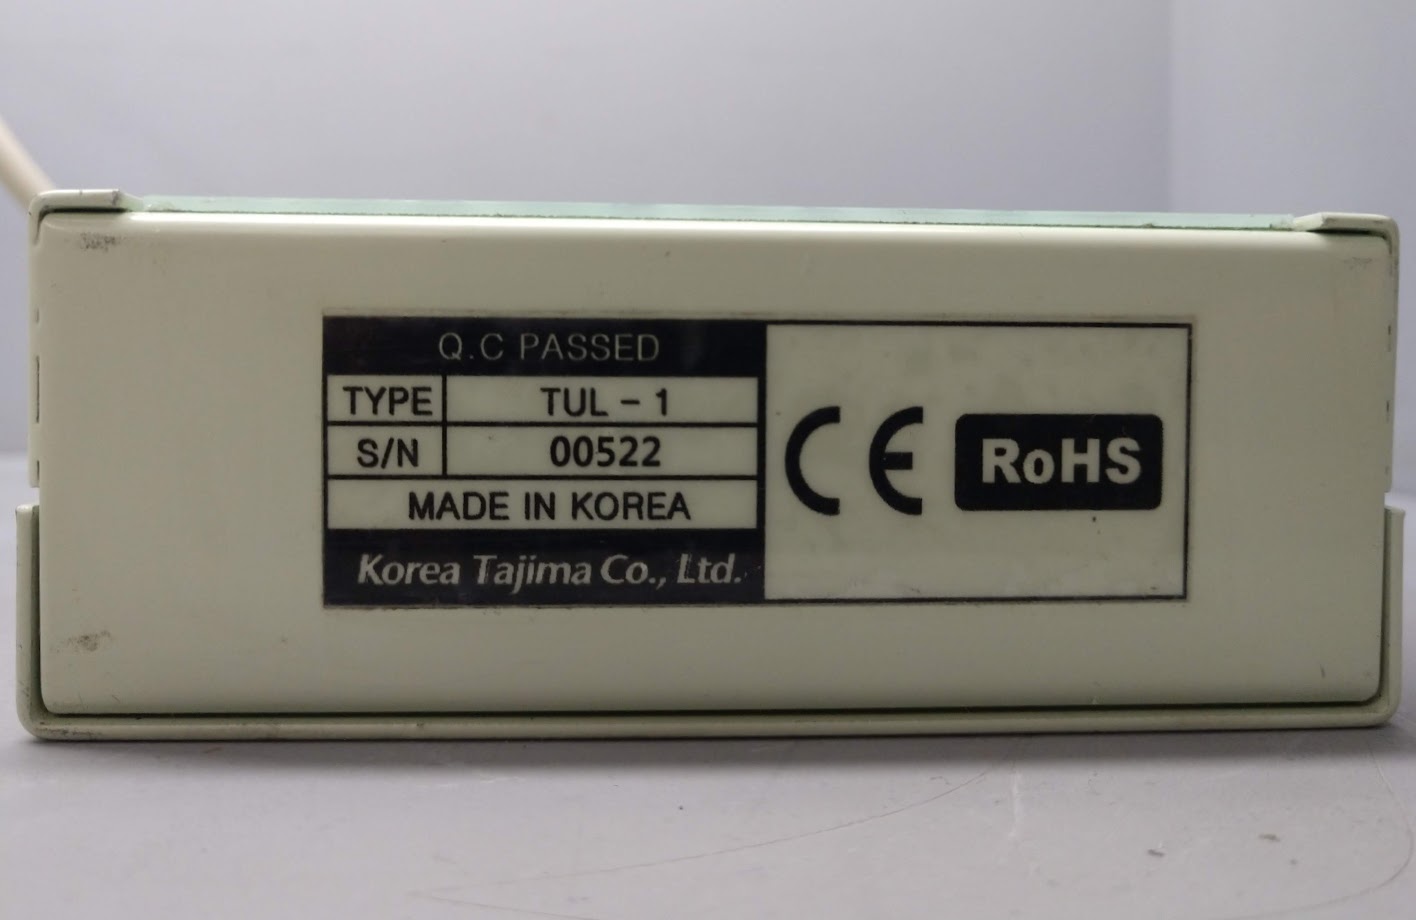 Q.C PASSED
TYPE TUL - 1
S/N 00522
MADE IN KOREA
Korea Tajima Co., Ltd.
CE RoHS